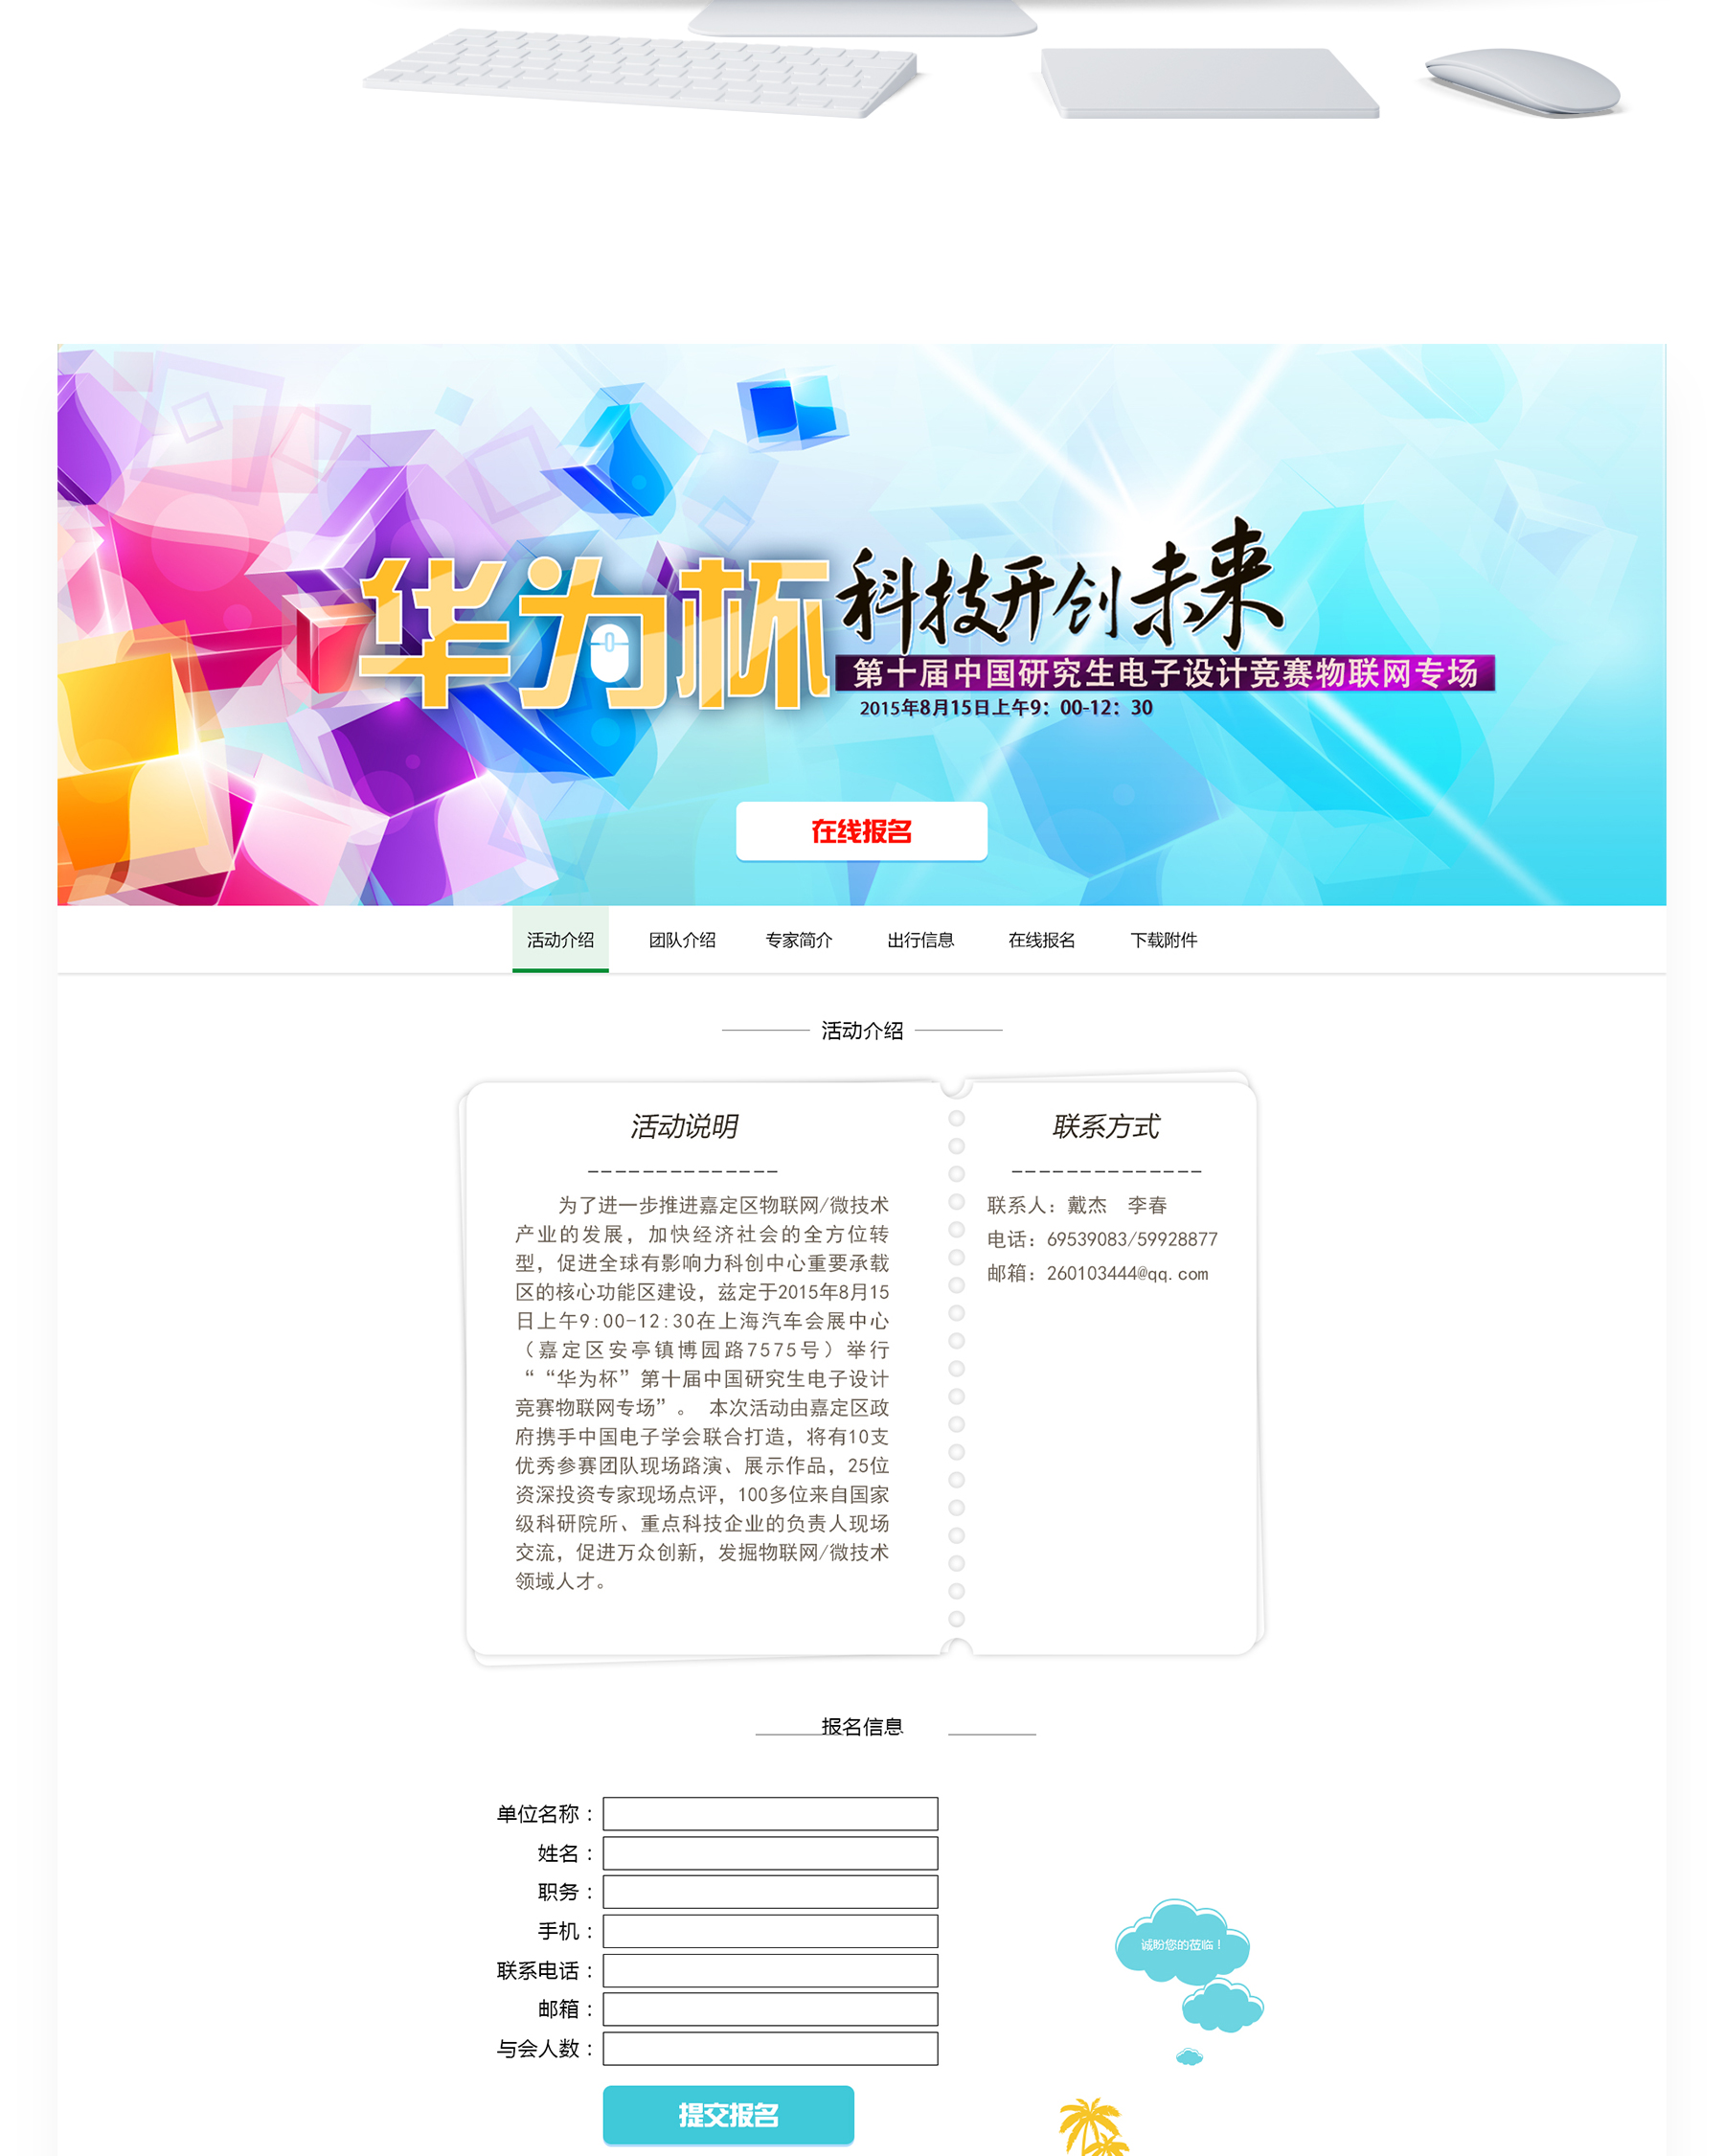 华为杯
科技开创未来
第十届中国研究生电子设计竞赛物联网专场
2015年8月15日上午9：00-12：30
在线报名
活动介绍 团队介绍 专家简介 出行信息 在线报名 下载附件
活动介绍
活动说明
为了进一步推进嘉定区物联网/微技术
产业的发展，加快经济社会的全方位转
型，促进全球有影响力科创中心重要承载
区的核心功能区建设，兹定于2015年8月15
日上午9:00-12:30在上海汽车会展中心
（嘉定区安亭镇博园路7575号）举行
““华为杯”第十届中国研究生电子设计
竞赛物联网专场”。 本次活动由嘉定区政
府携手中国电子学会联合打造，将有10支
优秀参赛团队现场路演、展示作品，25位
资深投资专家现场点评，100多位来自国家
级科研院所、重点科技企业的负责人现场
交流，促进万众创新，发掘物联网/微技术
领域人才。
联系方式
联系人：戴杰 李春
电话：69539083/59928877
邮箱：260103444@qq.com
报名信息
单位名称：
姓名：
职务：
手机：
联系电话：
邮箱：
与会人数：
诚盼您的莅临！
提交报名